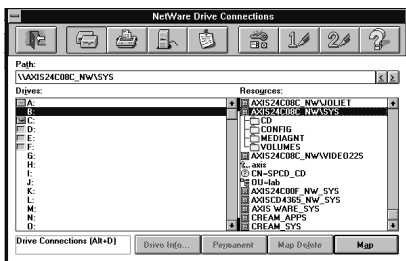 NetWare Drive Connections
1
2
?
Path:
\\AXIS24C08C_NW\SYS
< >
Drives:
A:
B:
C:
D:
E:
F:
G:
H:
I:
J:
K:
L:
M:
N:
O:
Resources:
AXIS24C08C_NW\JOLIET
AXIS24C08C_NW\SYS
CD
CONFIG
MEDIAGNT
VOLUMES
AXIS24C08C_NW\VIDEO22S
axis
CN=SPCD_CD
OU=lab
AXIS24C00F_NW_SYS
AXISCD4365_NW_SYS
AXIS WARE_SYS
CREAM_APPS
CREAM_SYS
Drive Connections (Alt+D)
Drive Info...
Permanent
Map Delete
Map